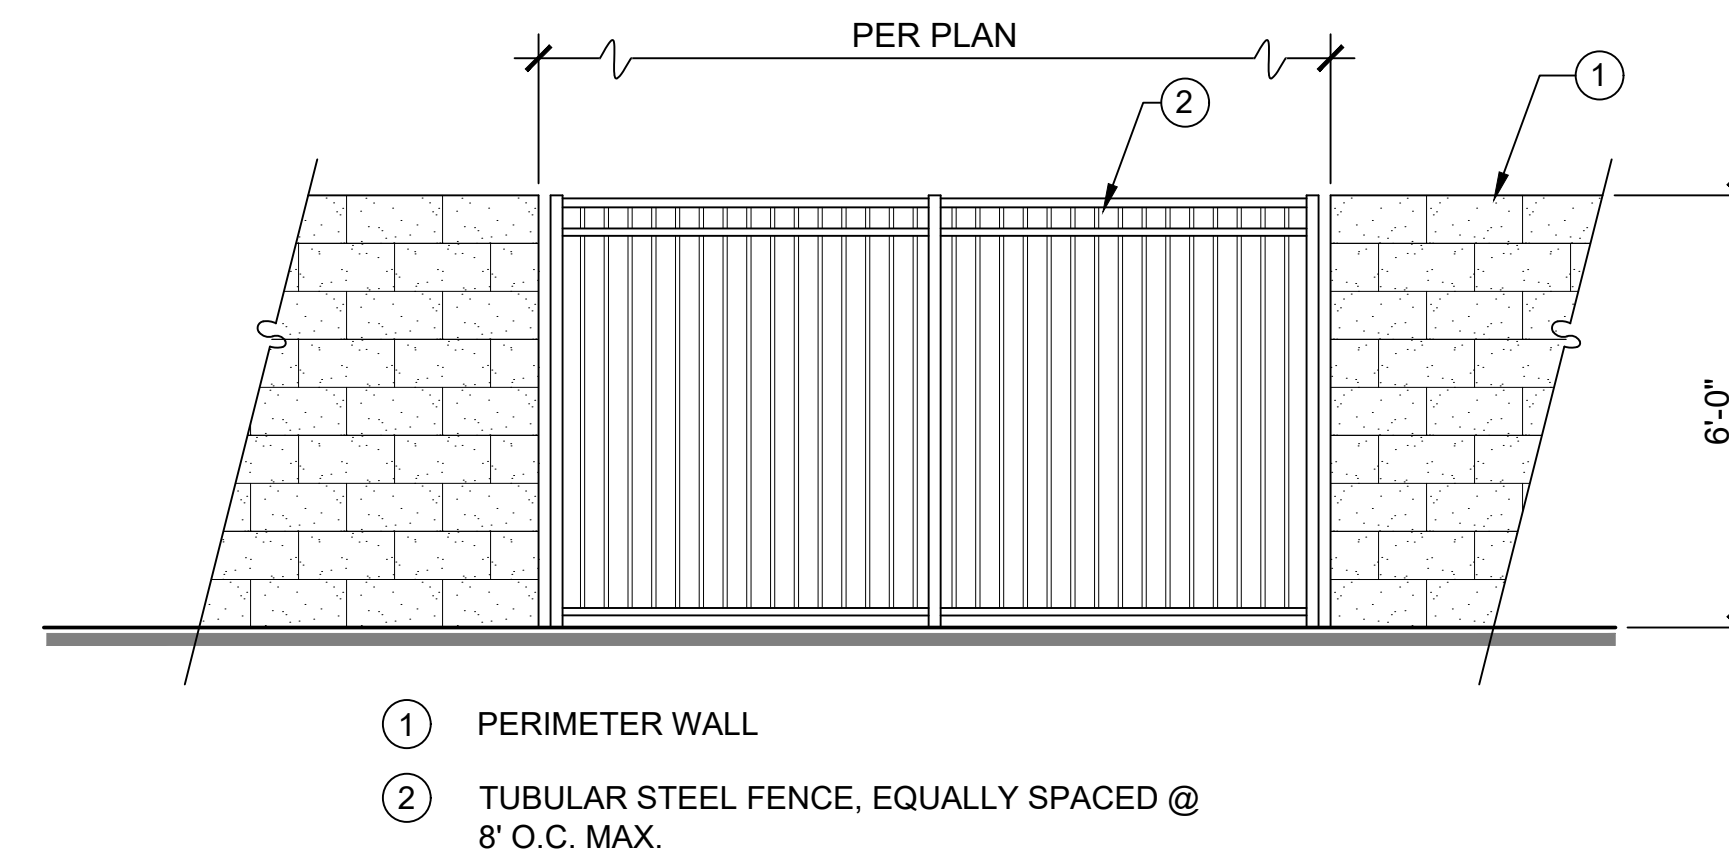 PER PLAN
1
2
6'-0"
1 PERIMETER WALL
2 TUBULAR STEEL FENCE, EQUALLY SPACED @
8' O.C. MAX.